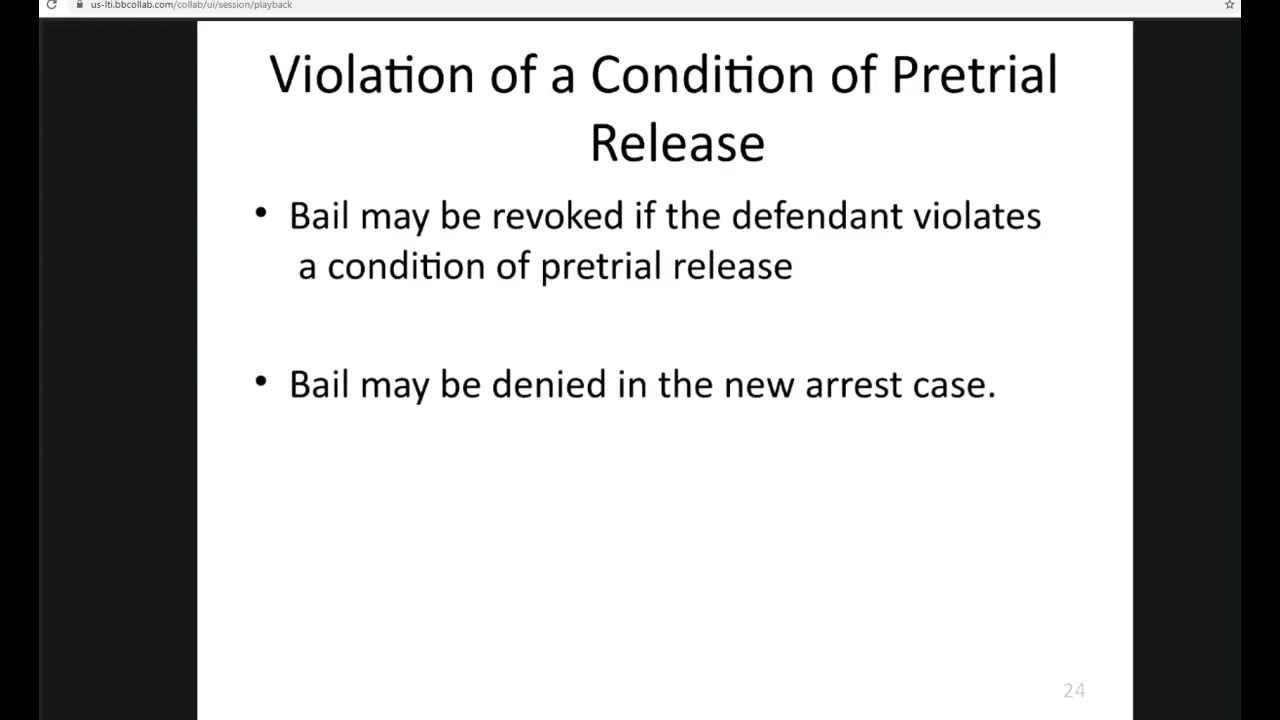 us-lti.bbcollab.com/collab/ui/session/playback
Violation of a Condition of Pretrial
Release
• Bail may be revoked if the defendant violates
a condition of pretrial release
• Bail may be denied in the new arrest case.
24